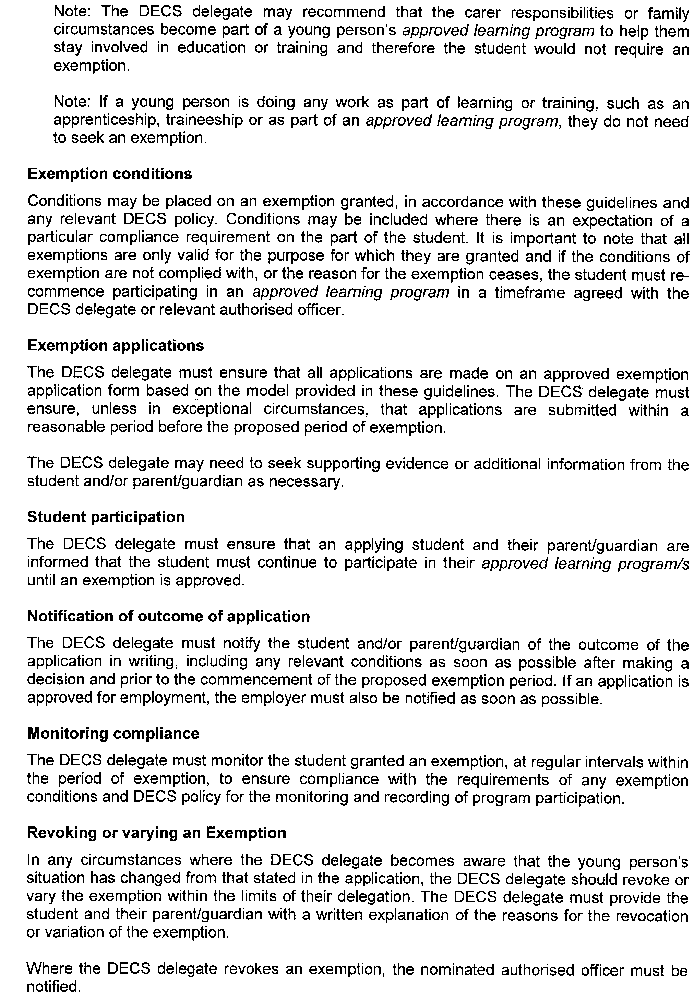 Note: The DECS delegate may recommend that the carer responsibilities or family
circumstances become part of a young person's approved learning program to help them
stay involved in education or training and therefore the student would not require an
exemption.
Note: If a young person is doing any work as part of learning or training, such as an
apprenticeship, traineeship or as part of an approved learning program, they do not need
to seek an exemption.
Exemption conditions
Conditions may be placed on an exemption granted, in accordance with these guidelines and
any relevant DECS policy. Conditions may be included where there is an expectation of a
particular compliance requirement on the part of the student. It is important to note that all
exemptions are only valid for the purpose for which they are granted and if the conditions of
exemption are not complied with, or the reason for the exemption ceases, the student must re-
commence participating in an approved learning program in a timeframe agreed with the
DECS delegate or relevant authorised officer.
Exemption applications
The DECS delegate must ensure that all applications are made on an approved exemption
application form based on the model provided in these guidelines. The DECS delegate must
ensure, unless in exceptional circumstances, that applications are submitted within a
reasonable period before the proposed period of exemption.
The DECS delegate may need to seek supporting evidence or additional information from the
student and/or parent/guardian as necessary.
Student participation
The DECS delegate must ensure that an applying student and their parent/guardian are
informed that the student must continue to participate in their approved learning program/s
until an exemption is approved.
Notification of outcome of application
The DECS delegate must notify the student and/or parent/guardian of the outcome of the
application in writing, including any relevant conditions as soon as possible after making a
decision and prior to the commencement of the proposed exemption period. If an application is
approved for employment, the employer must also be notified as soon as possible.
Monitoring compliance
The DECS delegate must monitor the student granted an exemption, at regular intervals within
the period of exemption, to ensure compliance with the requirements of any exemption
conditions and DECS policy for the monitoring and recording of program participation.
Revoking or varying an Exemption
In any circumstances where the DECS delegate becomes aware that the young person's
situation has changed from that stated in the application, the DECS delegate should revoke or
vary the exemption within the limits of their delegation. The DECS delegate must provide the
student and their parent/guardian with a written explanation of the reasons for the revocation
or variation of the exemption.
Where the DECS delegate revokes an exemption, the nominated authorised officer must be
notified.